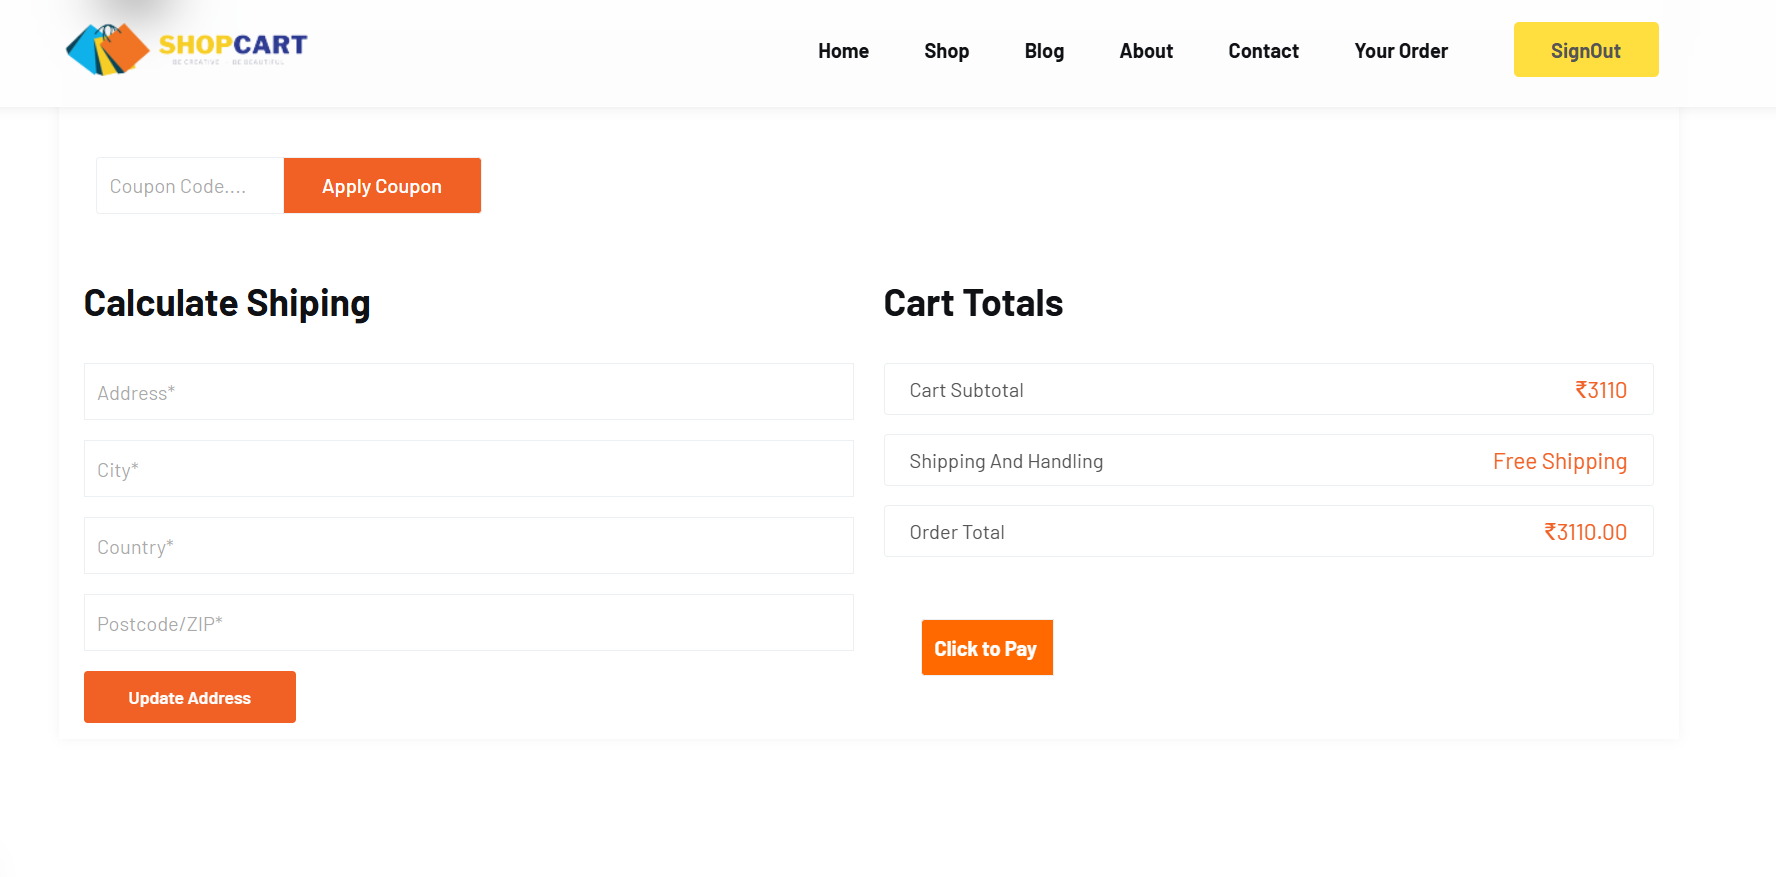 SHOPCART
BE CREATIVE BE BEAUTIFUL
Home Shop Blog About Contact Your Order SignOut
Coupon Code.... Apply Coupon
Calculate Shiping
Address*
City*
Country*
Postcode/ZIP*
Update Address
Cart Totals
Cart Subtotal ₹3110
Shipping And Handling Free Shipping
Order Total ₹3110.00
Click to Pay